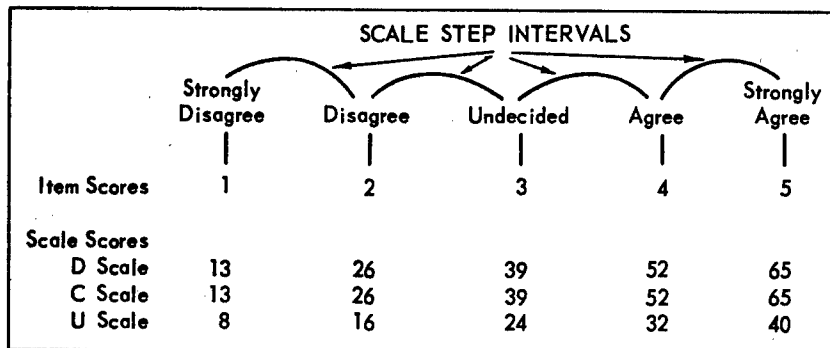 SCALE STEP INTERVALS
Strongly Disagree Disagree Undecided Agree Strongly Agree
Item Scores 1 2 3 4 5
Scale Scores
D Scale 13 26 39 52 65
C Scale 13 26 39 52 65
U Scale 8 16 24 32 40